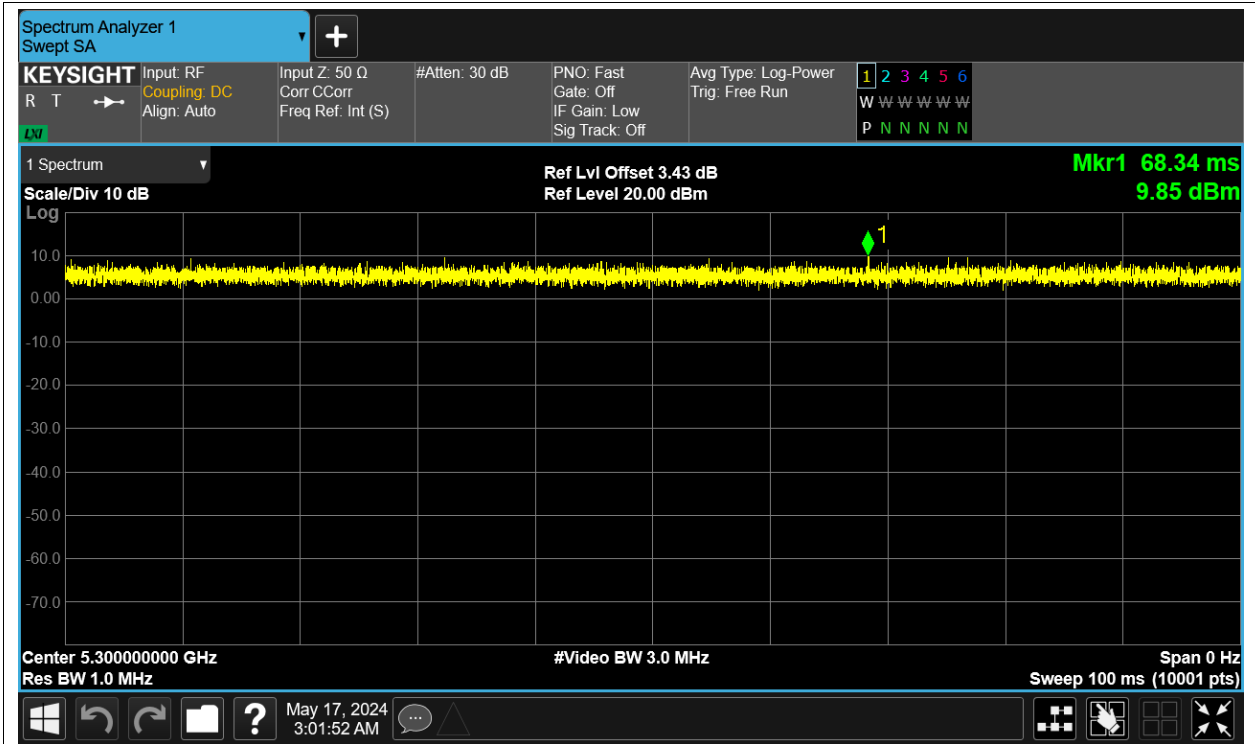 Spectrum Analyzer 1
Swept SA
KEYSIGHT
R T
LXI
Input: RF
Coupling: DC
Align: Auto
Input Z: 50 Ω
Corr CCorr
Freq Ref: Int (S)
#Atten: 30 dB
PNO: Fast
Gate: Off
IF Gain: Low
Sig Track: Off
Avg Type: Log-Power
Trig: Free Run
1 2 3 4 5 6
W W W W W W
P N N N N N
1 Spectrum
Scale/Div 10 dB
Ref Lvl Offset 3.43 dB
Ref Level 20.00 dBm
Mkr1 68.34 ms
9.85 dBm
Log
1
10.0
0.00
-10.0
-20.0
-30.0
-40.0
-50.0
-60.0
-70.0
Center 5.300000000 GHz
#Video BW 3.0 MHz
Span 0 Hz
Res BW 1.0 MHz
Sweep 100 ms (10001 pts)
?
May 17, 2024
3:01:52 AM